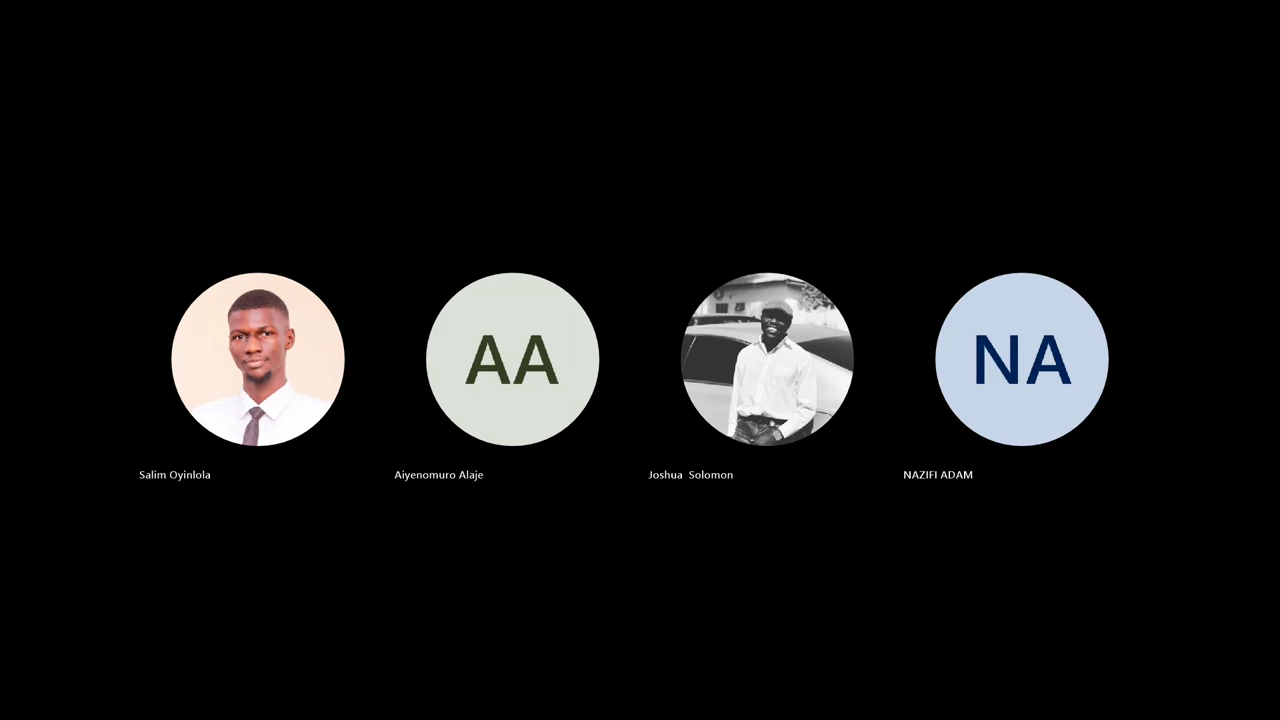 AA
NA
Salim Oyinlola
Aiyenomuro Alaje
Joshua  Solomon
NAZIFI ADAM